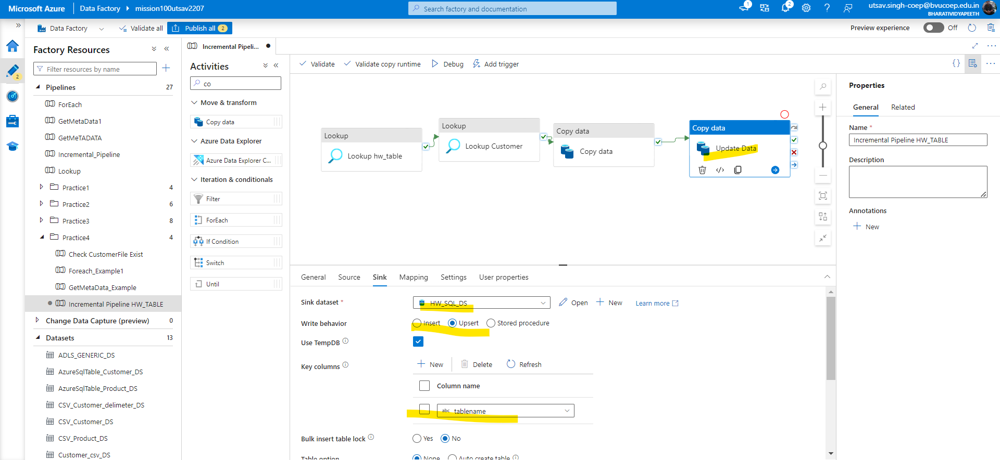 Microsoft Azure
Data Factory
mission100utsav2207
Search factory and documentation
1
2
utsav.singh-coep@bvucoep.edu.in
BHARATIVIDYAPEETH
Data Factory
Validate all
Publish all 2
Preview experience
Off
2
Factory Resources
Filter resources by name
Pipelines 27
ForEach
GetMetaData1
GetMeTADATA
Incremental_Pipeline
Lookup
Practice1 4
Practice2 6
Practice3 8
Practice4 4
Check CustomerFile Exist
Foreach_Example1
GetMetaData_Example
Incremental Pipeline HW_TABLE
Change Data Capture (preview) 0
Datasets 13
ADLS_GENERIC_DS
AzureSqlTable_Customer_DS
AzureSqlTable_Product_DS
CSV_Customer_delimeter_DS
CSV_Customer_DS
CSV_Product_DS
Customer_csv_DS
Incremental Pipeli...
Activities
co
Move & transform
Copy data
Azure Data Explorer
Azure Data Explorer C...
Iteration & conditionals
Filter
ForEach
If Condition
Switch
Until
Validate
Validate copy runtime
Debug
Add trigger
{}
Lookup
Lookup hw_table
Lookup
Lookup Customer
Copy data
Copy data
Copy data
Update Data
General
Source
Sink
Mapping
Settings
User properties
Sink dataset *
HW_SQL_DS
Open
New
Learn more
Write behavior
Insert
Upsert
Stored procedure
Use TempDB
Key columns
New
Delete
Refresh
Column name
abc tablename
Bulk insert table lock
Yes
No
Table option
None
Auto create table
Properties
General
Related
Name *
Incremental Pipeline HW_TABLE
Description
Annotations
New